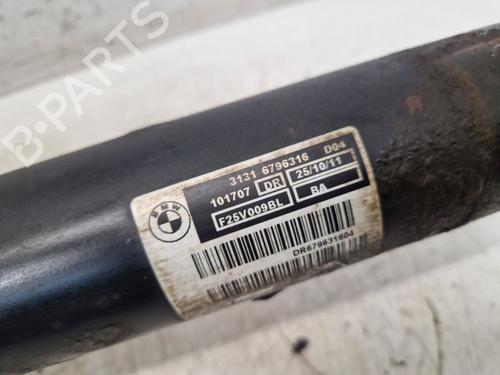 3131 6796316 D04
101707 DR 25/10/11
F25V009BL BA
BMW
DR679631604
B-PARTS